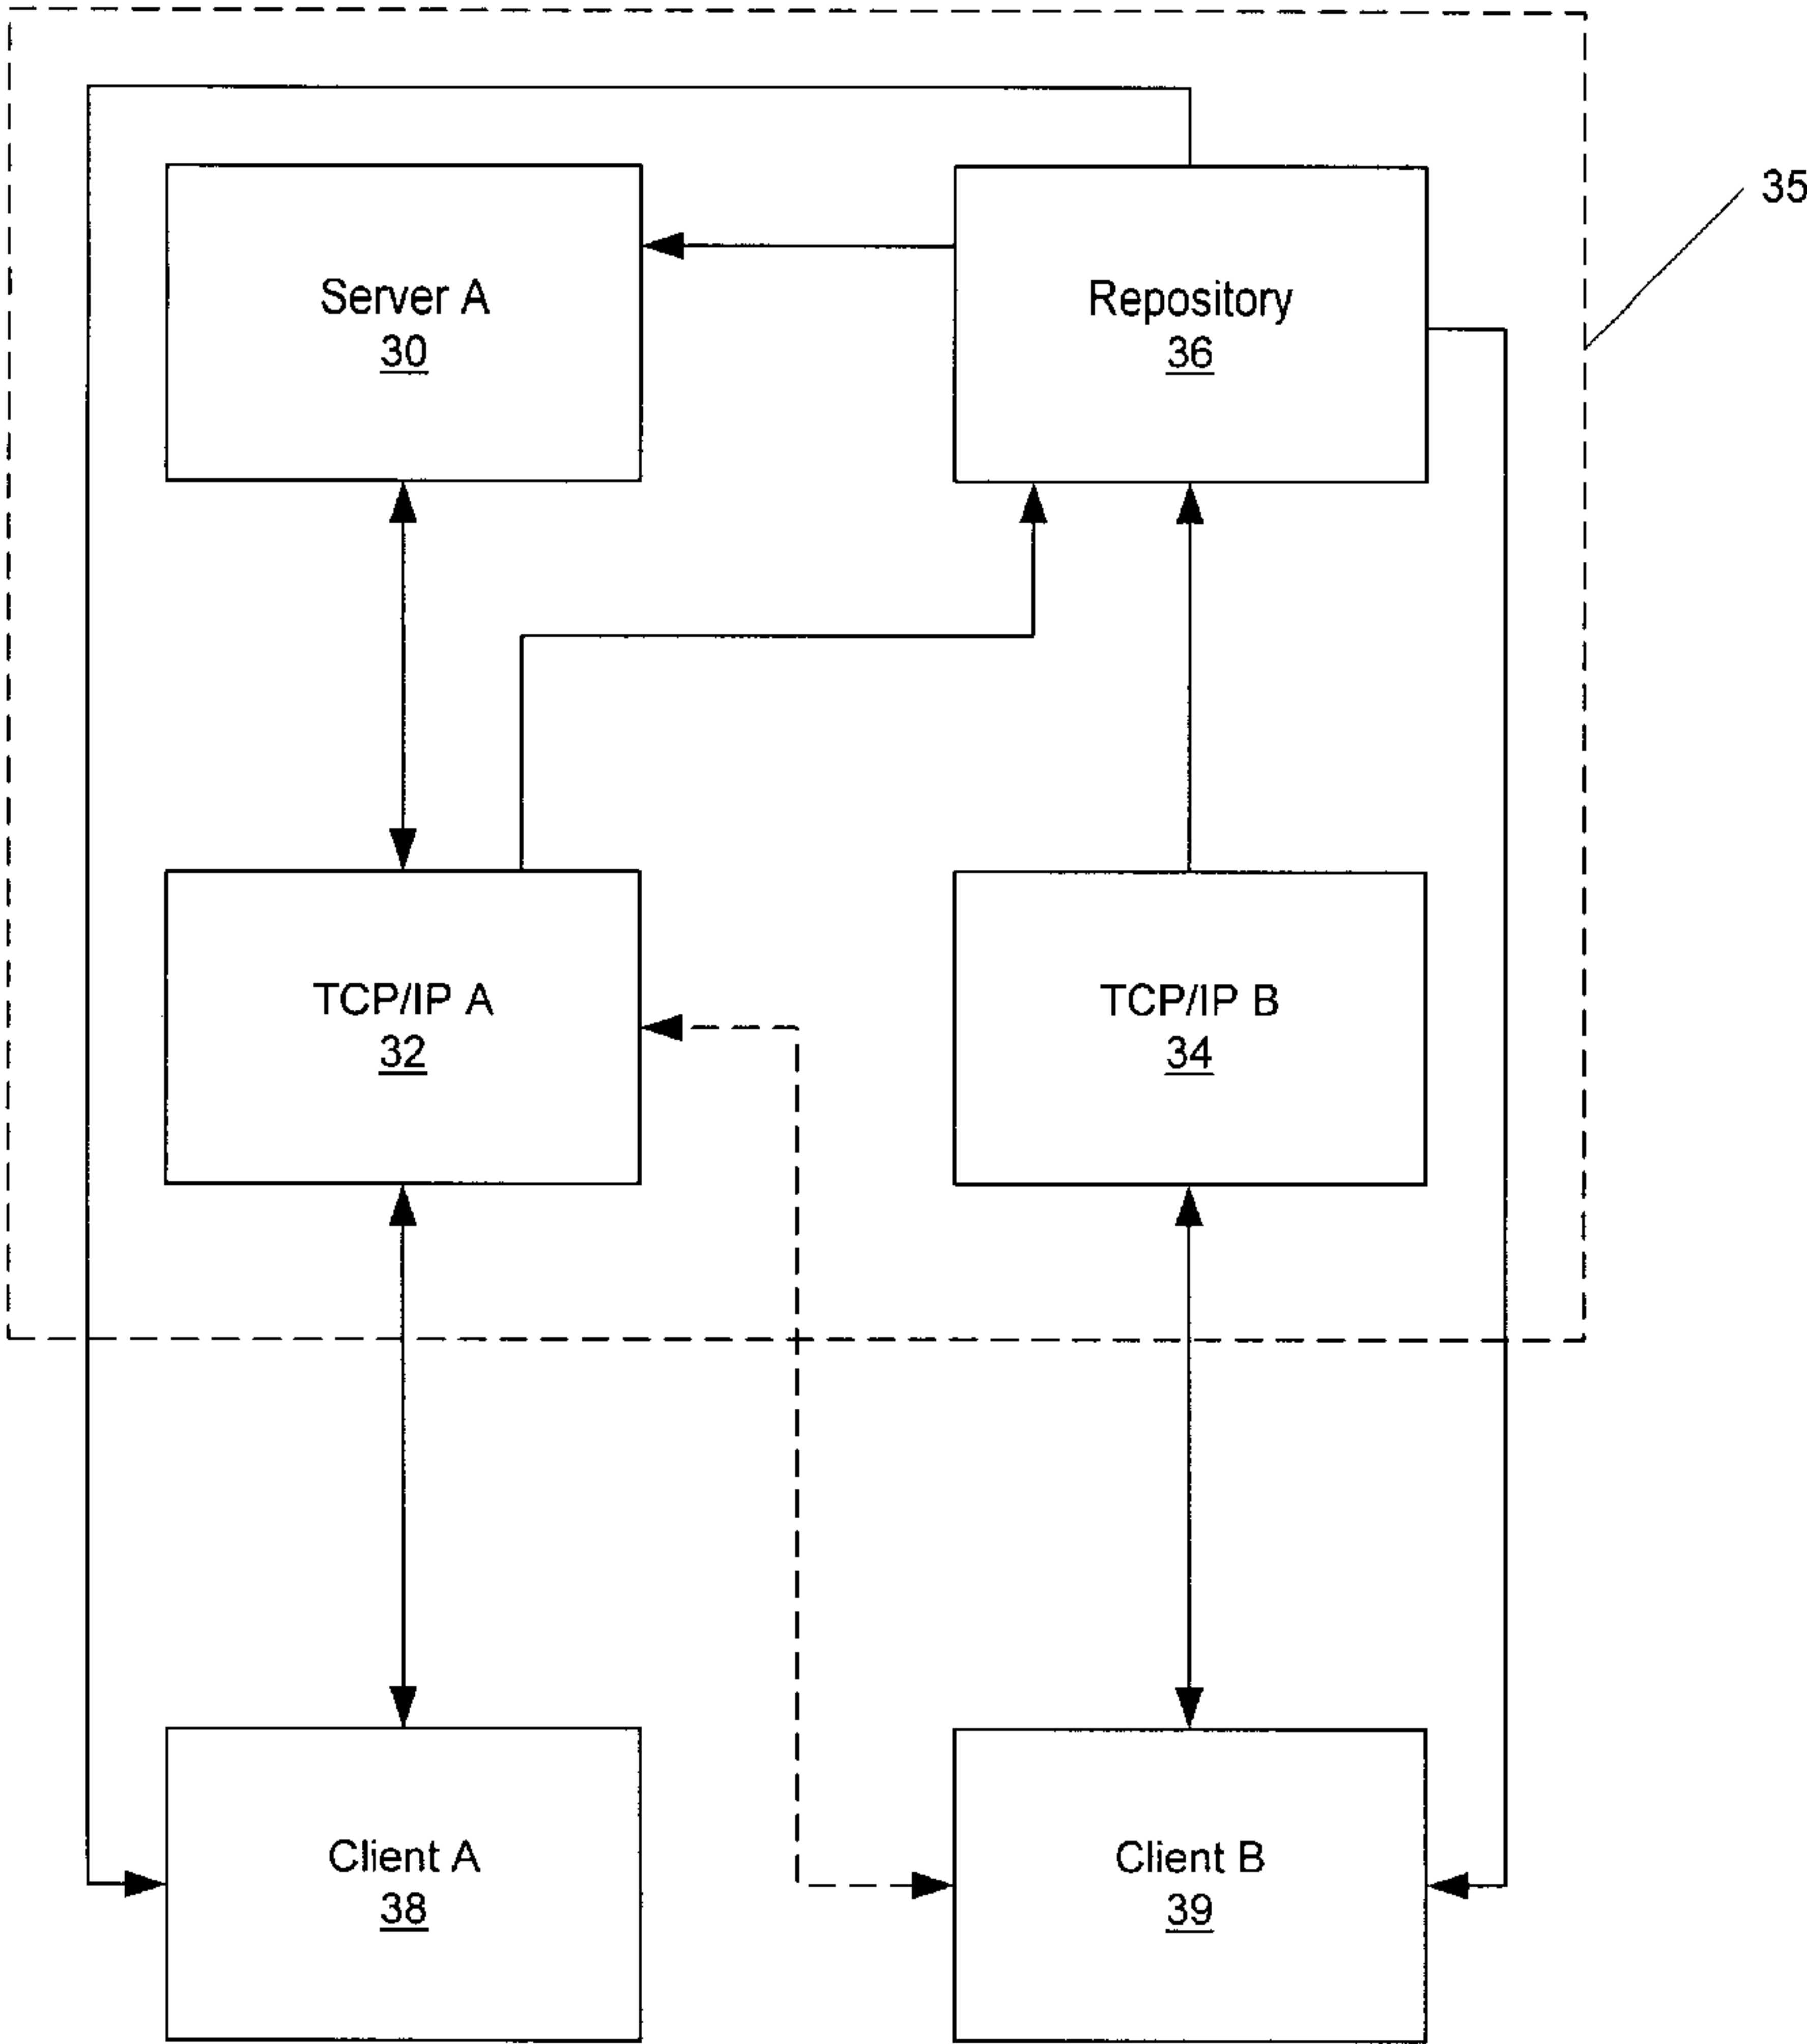 35
Server A
30
Repository
36
TCP/IP A
32
TCP/IP B
34
Client A
38
Client B
39